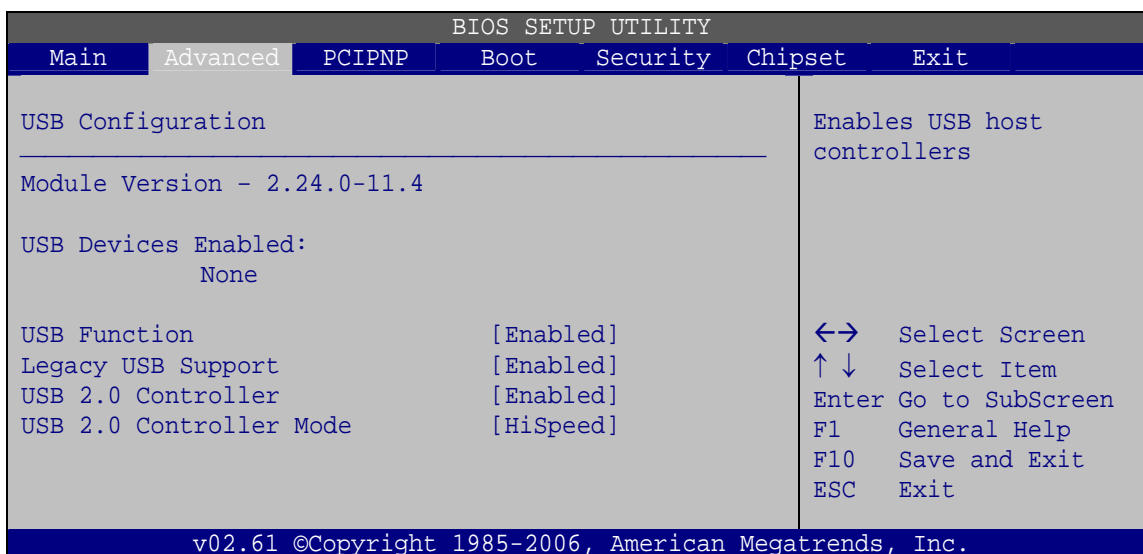 BIOS SETUP UTILITY
Main Advanced PCIPNP Boot Security Chipset Exit
USB Configuration
Module Version – 2.24.0-11.4
USB Devices Enabled:
None
USB Function [Enabled]
Legacy USB Support [Enabled]
USB 2.0 Controller [Enabled]
USB 2.0 Controller Mode [HiSpeed]
Enables USB host
controllers
←→ Select Screen
↑ ↓ Select Item
Enter Go to SubScreen
F1 General Help
F10 Save and Exit
ESC Exit
v02.61 ©Copyright 1985-2006, American Megatrends, Inc.